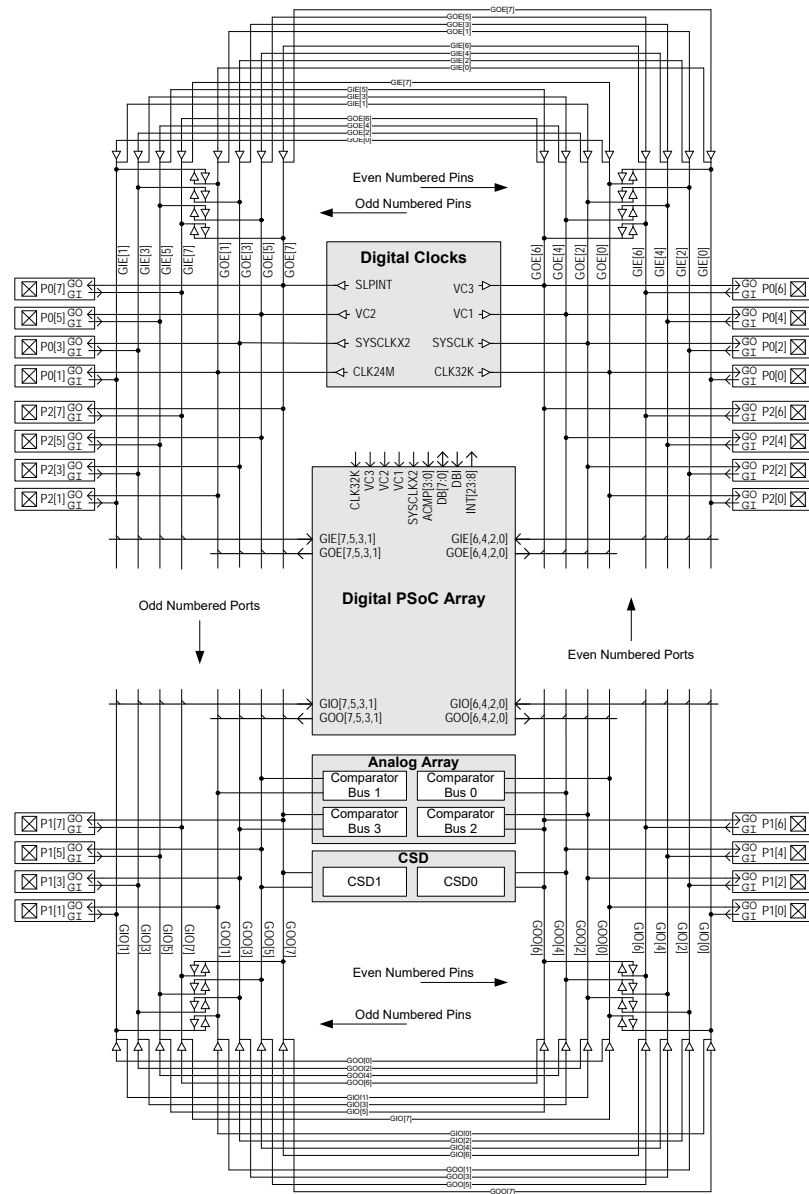 GOE[7]
GOE[5]
GOE[3]
GOE[1]
GIE[6]
GIE[4]
GIE[2]
GIE[0]
GIE[7]
GIE[5]
GIE[3]
GIE[1]
GOE[6]
GOE[4]
GOE[2]
GOE[0]
Even Numbered Pins
Odd Numbered Pins
GIE[1]
GIE[3]
GIE[5]
GIE[7]
GOE[1]
GOE[3]
GOE[5]
GOE[7]
GOE[6]
GOE[4]
GOE[2]
GOE[0]
GIE[6]
GIE[4]
GIE[2]
GIE[0]
Digital Clocks
SLPINT VC3
VC2 VC1
SYSCLKX2 SYSCLK
CLK24M CLK32K
P0[7] GO GI
P0[5] GO GI
P0[3] GO GI
P0[1] GO GI
P2[7] GO GI
P2[5] GO GI
P2[3] GO GI
P2[1] GO GI
GO GI P0[6]
GO GI P0[4]
GO GI P0[2]
GO GI P0[0]
GO GI P2[6]
GO GI P2[4]
GO GI P2[2]
GO GI P2[0]
CLK32K
VC3
VC2
VC1
SYSCLKX2
ACMP[3:0]
DB[7:0]
DBI
INT[23:8]
GIE[7,5,3,1] GIE[6,4,2,0]
GOE[7,5,3,1] GOE[6,4,2,0]
Digital PSoC Array
Odd Numbered Ports
Even Numbered Ports
GIO[7,5,3,1] GIO[6,4,2,0]
GOO[7,5,3,1] GOO[6,4,2,0]
Analog Array
Comparator Bus 1
Comparator Bus 0
Comparator Bus 3
Comparator Bus 2
CSD
CSD1 CSD0
P1[7] GO GI
P1[5] GO GI
P1[3] GO GI
P1[1] GO GI
GO GI P1[6]
GO GI P1[4]
GO GI P1[2]
GO GI P1[0]
GIO[1]
GIO[3]
GIO[5]
GIO[7]
GOO[1]
GOO[3]
GOO[5]
GOO[7]
GOO[6]
GOO[4]
GOO[2]
GOO[0]
GIO[6]
GIO[4]
GIO[2]
GIO[0]
Even Numbered Pins
Odd Numbered Pins
GOO[0]
GOO[2]
GOO[4]
GOO[6]
GIO[1]
GIO[3]
GIO[5]
GIO[7]
GIO[0]
GIO[2]
GIO[4]
GIO[6]
GOO[1]
GOO[3]
GOO[5]
GOO[7]